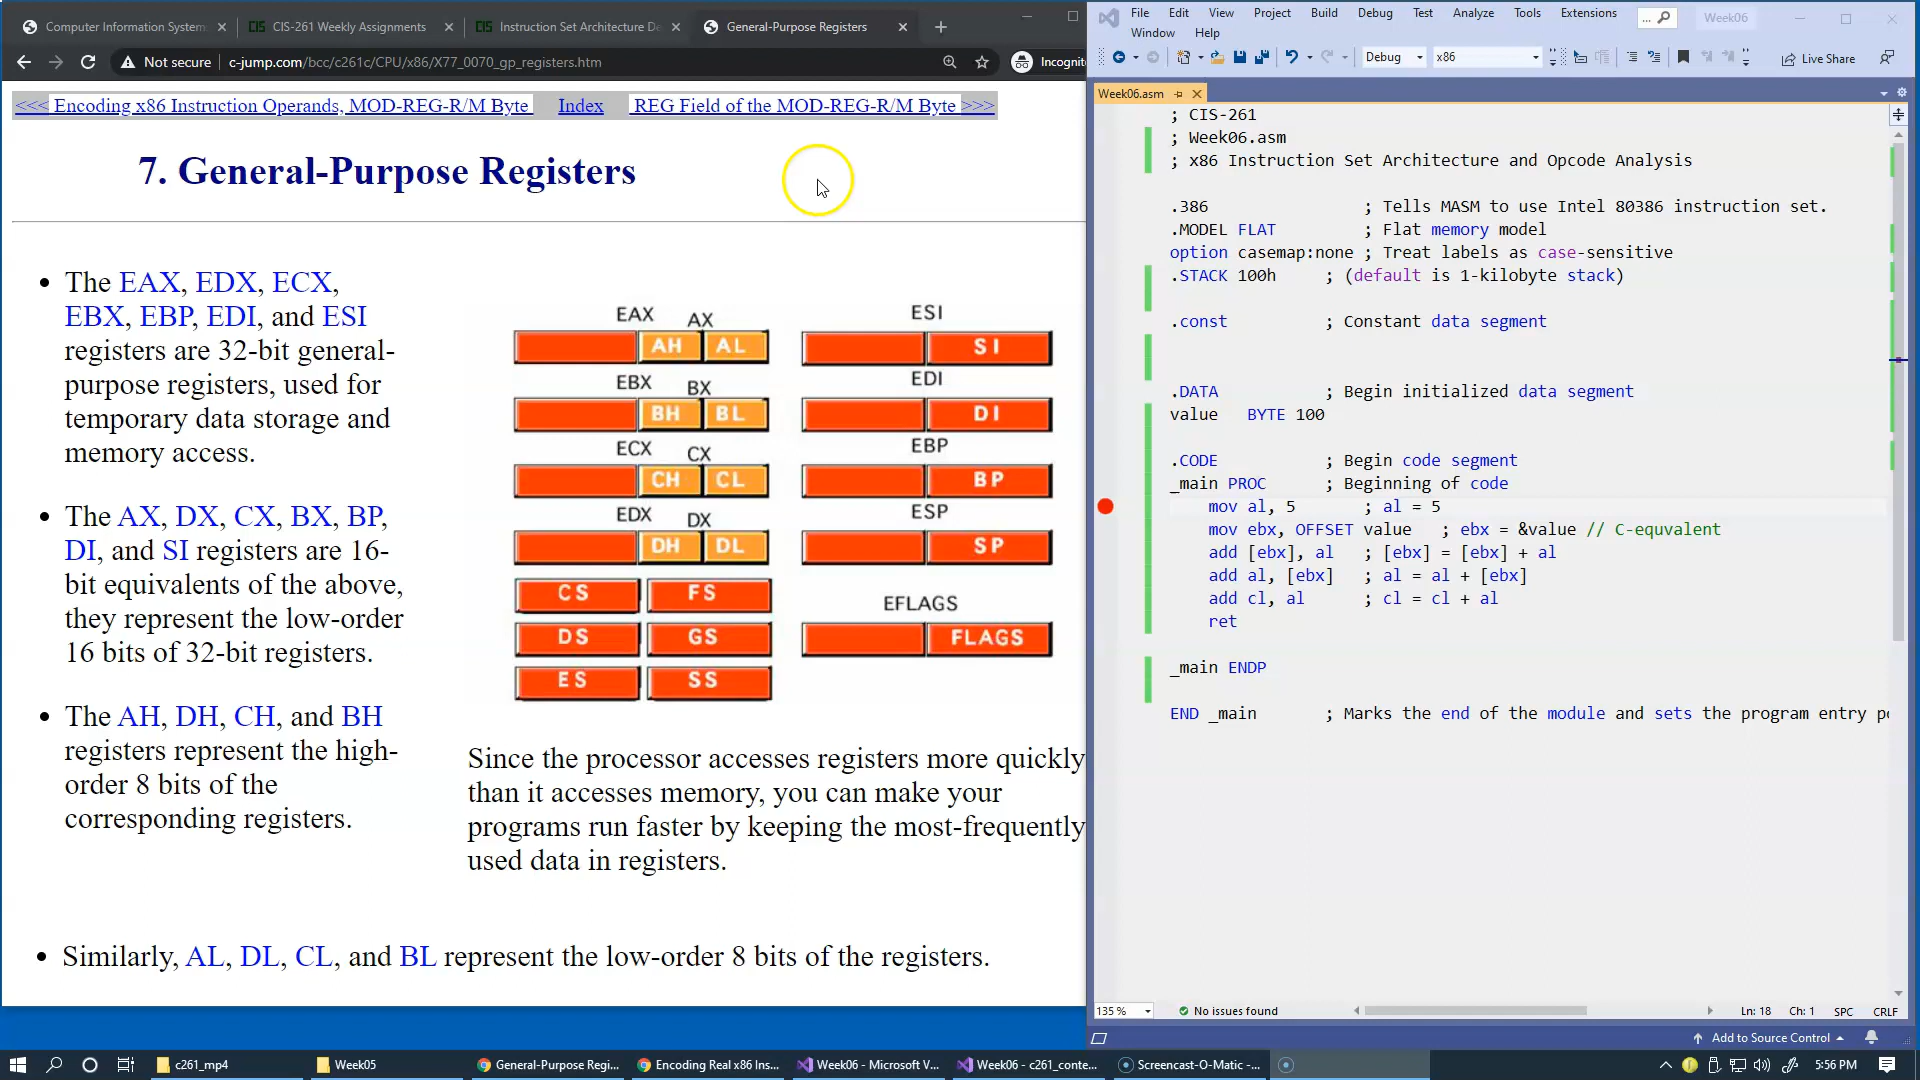 Computer Information Systems
CIS-261 Weekly Assignments
Instruction Set Architecture De
General-Purpose Registers
Not secure
c-jump.com/bcc/c261c/CPU/x86/X77_0070_gp_registers.htm
Incognito
<<< Encoding x86 Instruction Operands, MOD-REG-R/M Byte
Index
REG Field of the MOD-REG-R/M Byte >>>
7. General-Purpose Registers
• The EAX, EDX, ECX,
EBX, EBP, EDI, and ESI
registers are 32-bit general-
purpose registers, used for
temporary data storage and
memory access.
• The AX, DX, CX, BX, BP,
DI, and SI registers are 16-
bit equivalents of the above,
they represent the low-order
16 bits of 32-bit registers.
• The AH, DH, CH, and BH
registers represent the high-
order 8 bits of the
corresponding registers.
EAX AX
AH AL
EBX BX
BH BL
ECX CX
CH CL
EDX DX
DH DL
CS FS
DS GS
ES SS
ESI
SI
EDI
DI
EBP
BP
ESP
SP
EFLAGS
FLAGS
Since the processor accesses registers more quickly
than it accesses memory, you can make your
programs run faster by keeping the most-frequently
used data in registers.
• Similarly, AL, DL, CL, and BL represent the low-order 8 bits of the registers.
File Edit View Project Build Debug Test Analyze Tools Extensions
Window Help
... Week06
Debug x86 Live Share
Week06.asm
; CIS-261
; Week06.asm
; x86 Instruction Set Architecture and Opcode Analysis
.386 ; Tells MASM to use Intel 80386 instruction set.
.MODEL FLAT ; Flat memory model
option casemap:none ; Treat labels as case-sensitive
.STACK 100h ; (default is 1-kilobyte stack)
.const ; Constant data segment
.DATA ; Begin initialized data segment
value BYTE 100
.CODE ; Begin code segment
_main PROC ; Beginning of code
mov al, 5 ; al = 5
mov ebx, OFFSET value ; ebx = &value // C-equvalent
add [ebx], al ; [ebx] = [ebx] + al
add al, [ebx] ; al = al + [ebx]
add cl, al ; cl = cl + al
ret
_main ENDP
END _main ; Marks the end of the module and sets the program entry po
135 % No issues found Ln: 18 Ch: 1 SPC CRLF
Add to Source Control
c261_mp4
Week05
General-Purpose Regi...
Encoding Real x86 Ins...
Week06 - Microsoft V...
Week06 - c261_conte...
Screencast-O-Matic -...
5:56 PM